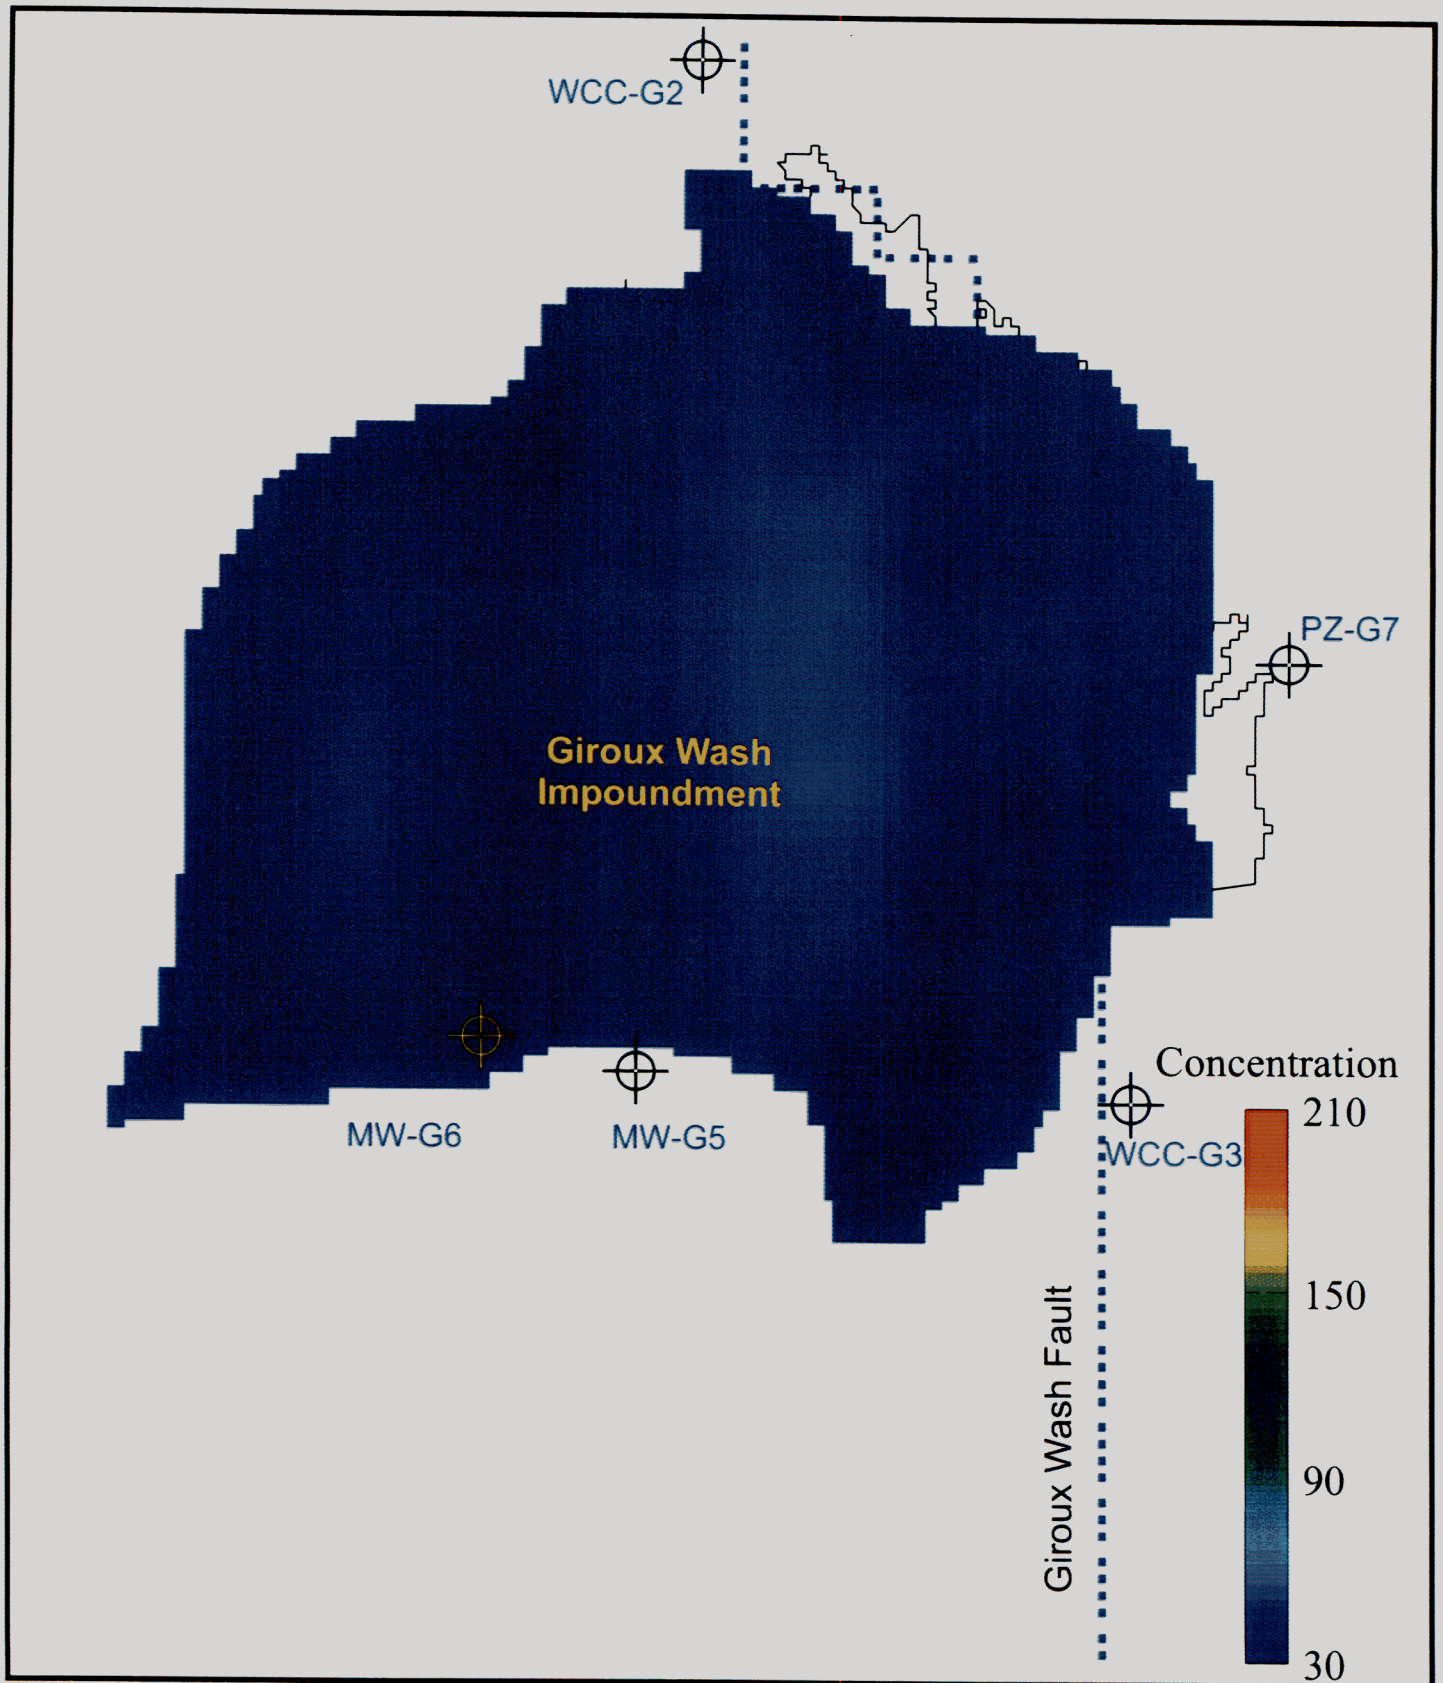 WCC-G2
PZ-G7
Giroux Wash
Impoundment
MW-G6
MW-G5
WCC-G3
Concentration
210
150
90
30
Giroux Wash Fault